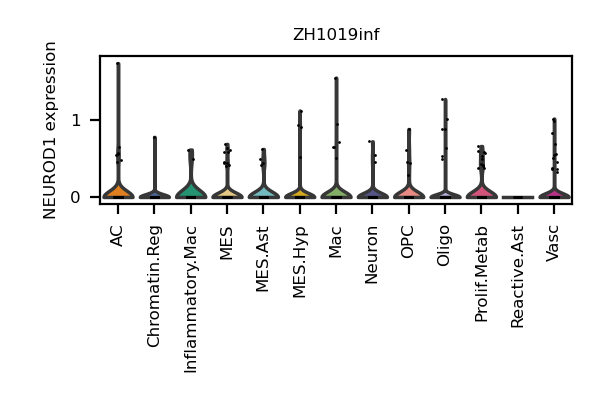 ZH1019inf
NEUROD1 expression
1
0
AC
Chromatin.Reg
Inflammatory.Mac
MES
MES.Ast
MES.Hyp
Mac
Neuron
OPC
Oligo
Prolif.Metab
Reactive.Ast
Vasc